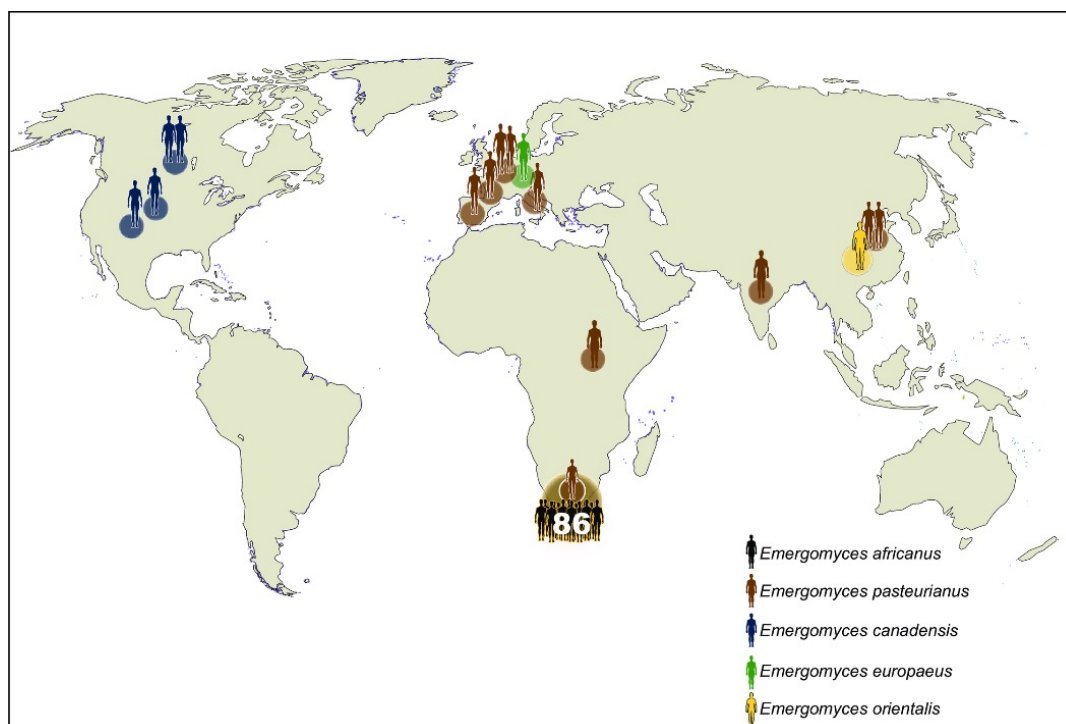 86
Emergomyces africanus
Emergomyces pasteurianus
Emergomyces canadensis
Emergomyces europaeus
Emergomyces orientalis